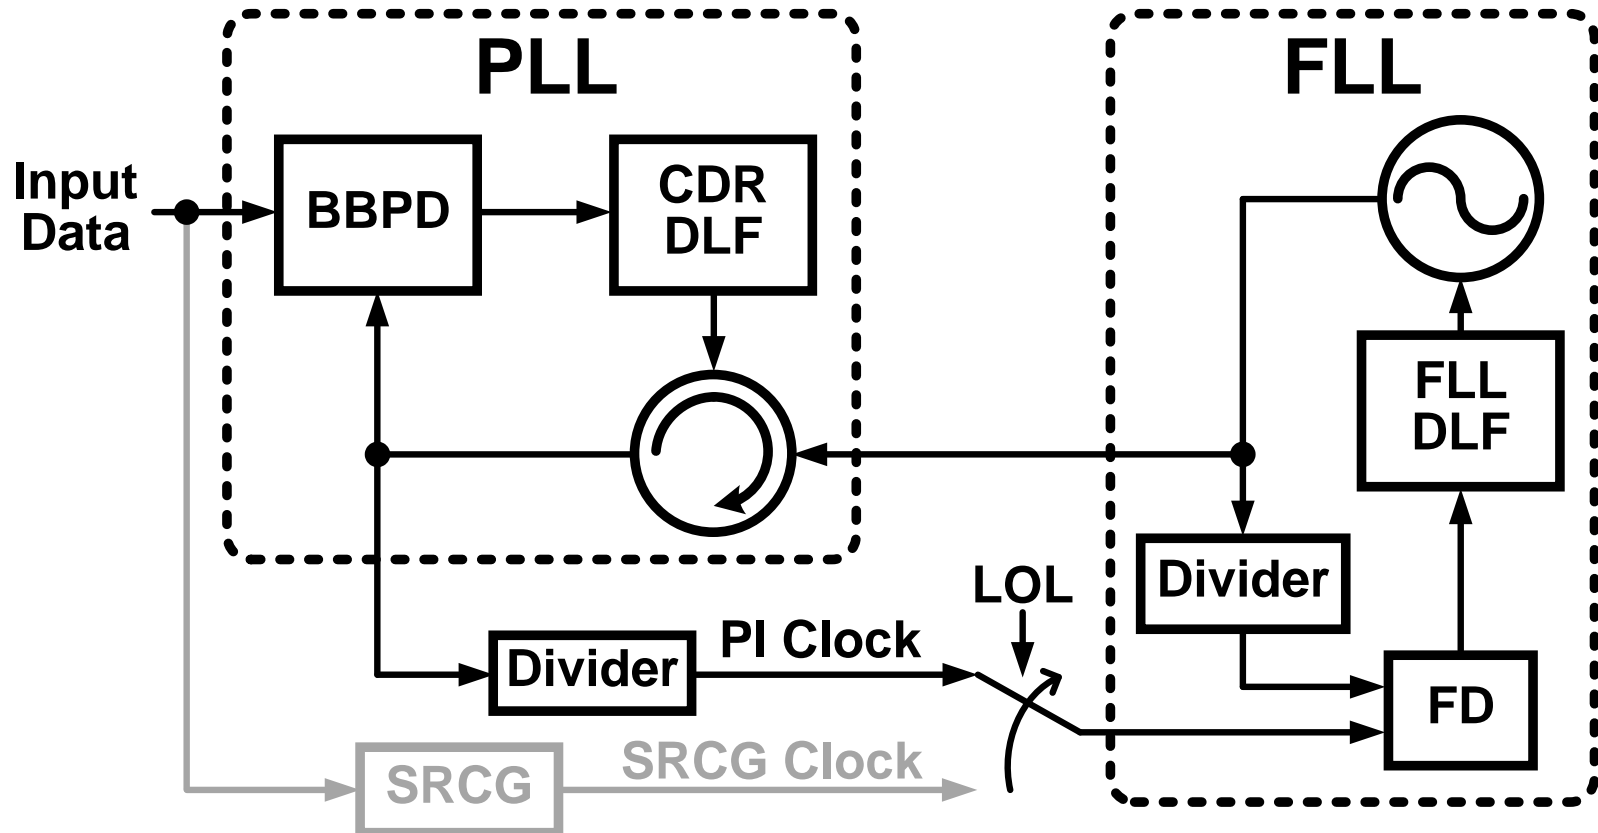 PLL
FLL
Input
Data
BBPD
CDR
DLF
FLL
DLF
Divider
LOL
PI Clock
Divider
FD
SRCG Clock
SRCG